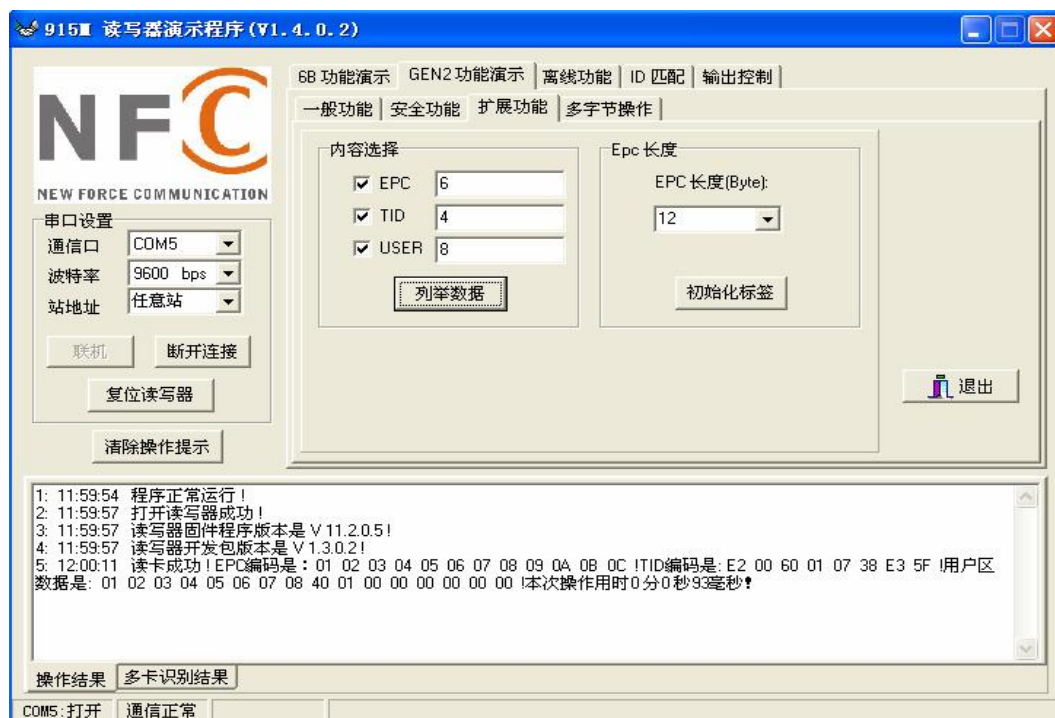 915M 读写器演示程序(V1.4.0.2)
NFC
NEW FORCE COMMUNICATION
串口设置
通信口 COM5
波特率 9600 bps
站地址 任意站
联机 断开连接
复位读写器
清除操作提示
6B 功能演示 GEN2 功能演示 离线功能 ID 匹配 输出控制
一般功能 安全功能 扩展功能 多字节操作
内容选择
EPC 6
TID 4
USER 8
列举数据
Epc 长度
EPC 长度(Byte):
12
初始化标签
退出
1: 11:59:54 程序正常运行!
2: 11:59:57 打开读写器成功!
3: 11:59:57 读写器固件程序版本是 V 11.2.0.5!
4: 11:59:57 读写器开发包版本是 V 1.3.0.2!
5: 12:00:11 读卡成功!EPC编码是：01 02 03 04 05 06 07 08 09 0A 0B 0C !TID编码是: E2 00 60 01 07 38 E3 5F !用户区
数据是: 01 02 03 04 05 06 07 08 40 01 00 00 00 00 00 00 !本次操作用时0分0秒93毫秒!
操作结果 多卡识别结果
COM5:打开 通信正常